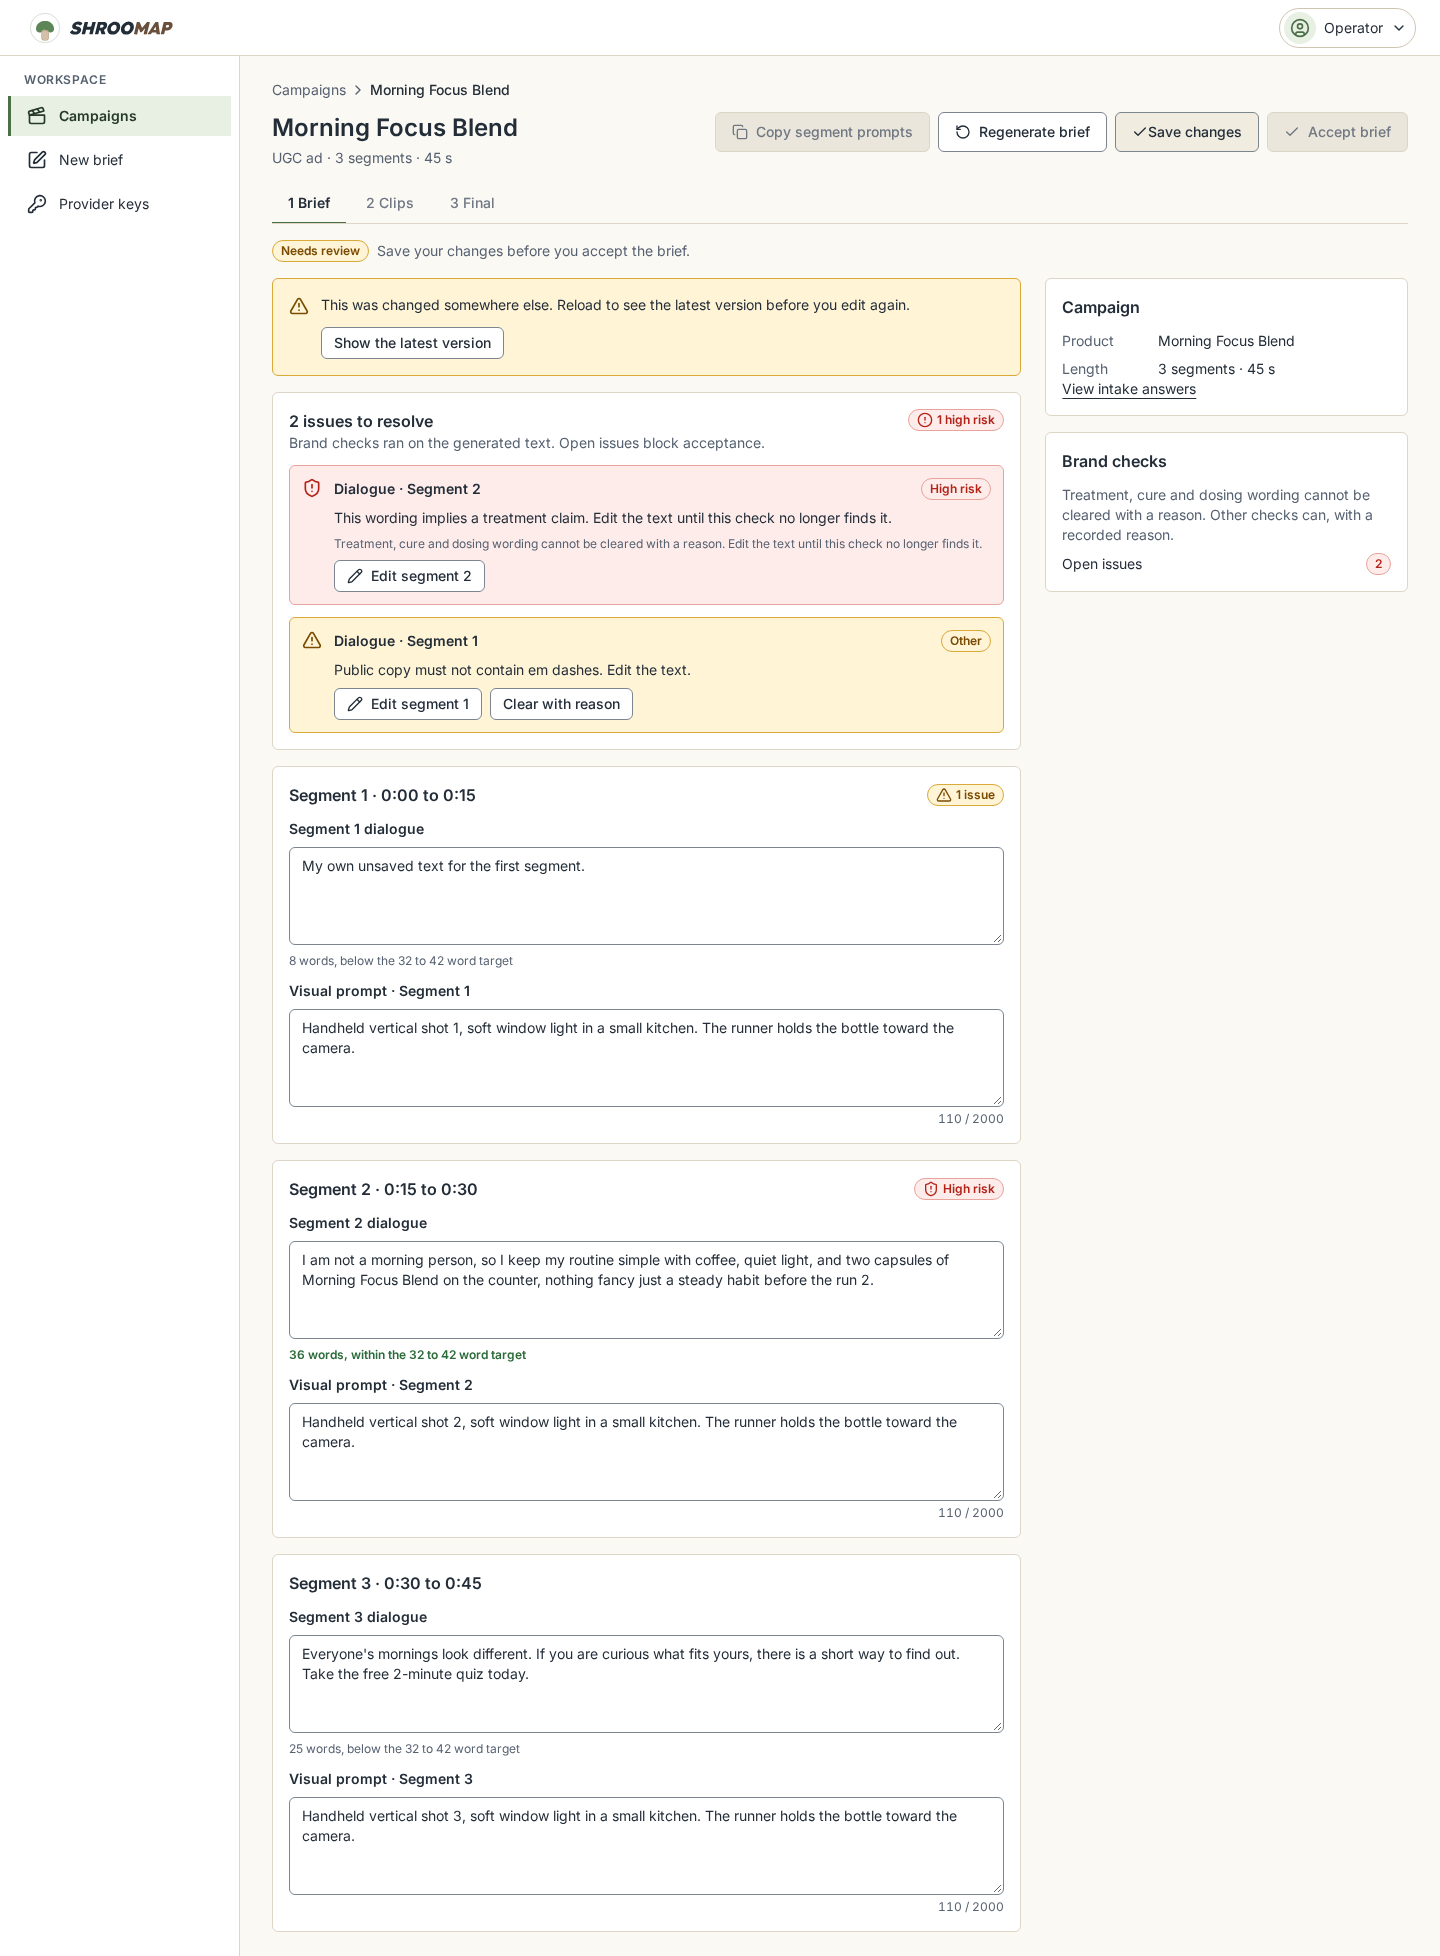 SHROOMAP
Operator
WORKSPACE
Campaigns
New brief
Provider keys
Campaigns > Morning Focus Blend
Morning Focus Blend
UGC ad · 3 segments · 45 s
Copy segment prompts
Regenerate brief
Save changes
Accept brief
1 Brief
2 Clips
3 Final
Needs review
Save your changes before you accept the brief.
This was changed somewhere else. Reload to see the latest version before you edit again.
Show the latest version
2 issues to resolve
1 high risk
Brand checks ran on the generated text. Open issues block acceptance.
Dialogue · Segment 2
High risk
This wording implies a treatment claim. Edit the text until this check no longer finds it.
Treatment, cure and dosing wording cannot be cleared with a reason. Edit the text until this check no longer finds it.
Edit segment 2
Dialogue · Segment 1
Other
Public copy must not contain em dashes. Edit the text.
Edit segment 1
Clear with reason
Segment 1 · 0:00 to 0:15
1 issue
Segment 1 dialogue
My own unsaved text for the first segment.
8 words, below the 32 to 42 word target
Visual prompt · Segment 1
Handheld vertical shot 1, soft window light in a small kitchen. The runner holds the bottle toward the
camera.
110 / 2000
Segment 2 · 0:15 to 0:30
High risk
Segment 2 dialogue
I am not a morning person, so I keep my routine simple with coffee, quiet light, and two capsules of
Morning Focus Blend on the counter, nothing fancy just a steady habit before the run 2.
36 words, within the 32 to 42 word target
Visual prompt · Segment 2
Handheld vertical shot 2, soft window light in a small kitchen. The runner holds the bottle toward the
camera.
110 / 2000
Segment 3 · 0:30 to 0:45
Segment 3 dialogue
Everyone's mornings look different. If you are curious what fits yours, there is a short way to find out.
Take the free 2-minute quiz today.
25 words, below the 32 to 42 word target
Visual prompt · Segment 3
Handheld vertical shot 3, soft window light in a small kitchen. The runner holds the bottle toward the
camera.
110 / 2000
Campaign
Product Morning Focus Blend
Length 3 segments · 45 s
View intake answers
Brand checks
Treatment, cure and dosing wording cannot be
cleared with a reason. Other checks can, with a
recorded reason.
Open issues 2